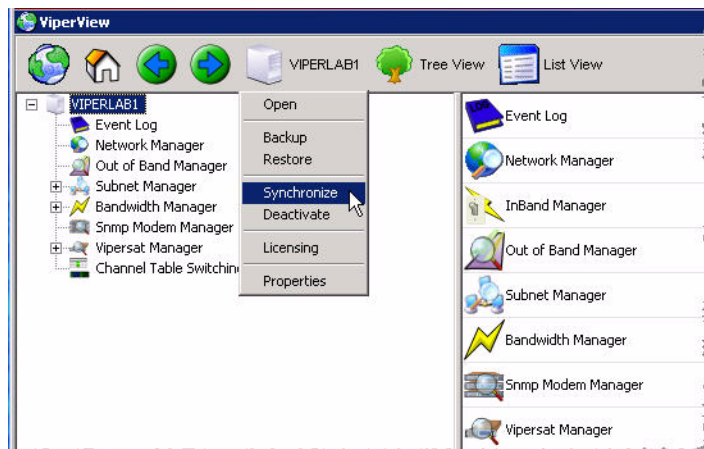 ViperView
VIPERLAB1 Tree View List View
VIPERLAB1
Event Log
Network Manager
Out of Band Manager
Subnet Manager
Bandwidth Manager
Snmp Modem Manager
Vipersat Manager
Channel Table Switchin
Open
Backup
Restore
Synchronize
Deactivate
Licensing
Properties
Event Log
Network Manager
InBand Manager
Out of Band Manager
Subnet Manager
Bandwidth Manager
Snmp Modem Manager
Vipersat Manager